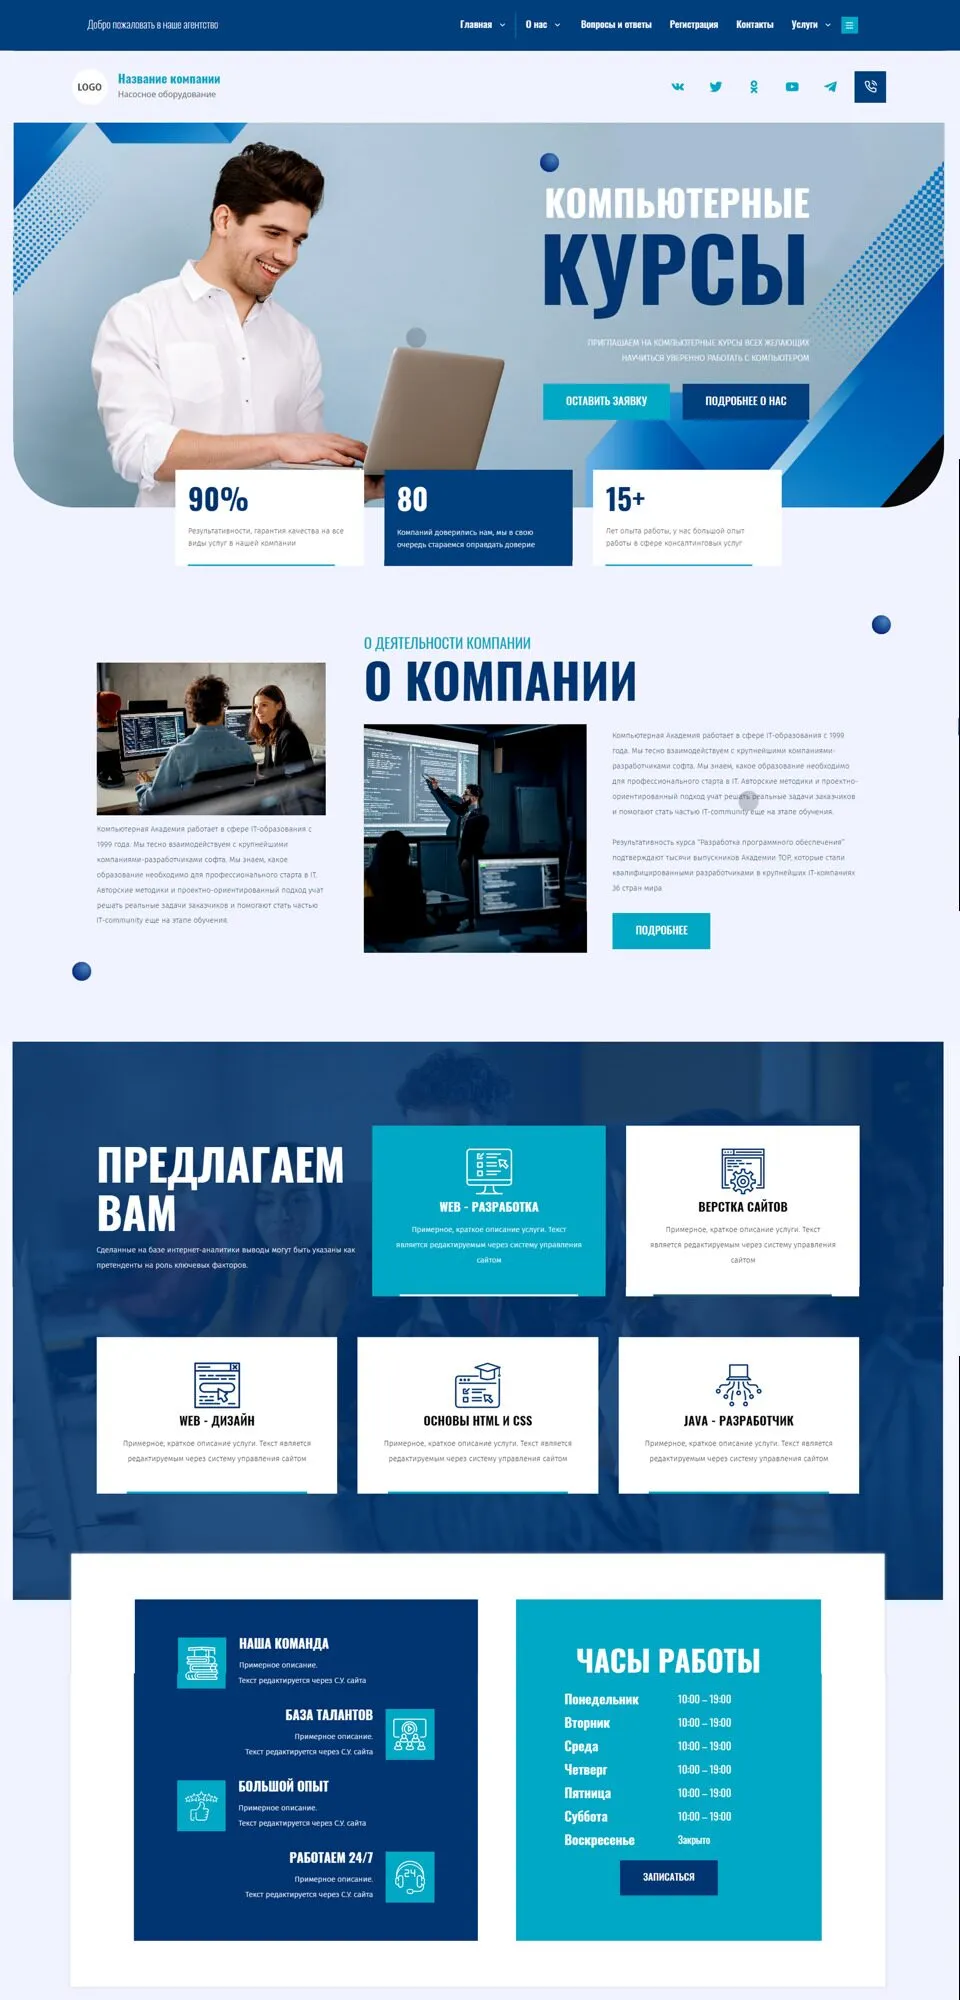 Добро пожаловать в наше агентство
Главная
О нас
Вопросы и ответы
Регистрация
Контакты
Услуги
LOGO
Название компании
Насосное оборудование
КОМПЬЮТЕРНЫЕ
КУРСЫ
ПРИГЛАШАЕМ НА КОМПЬЮТЕРНЫЕ КУРСЫ ВСЕХ ЖЕЛАЮЩИХ
НАУЧИТЬСЯ УВЕРЕННО РАБОТАТЬ С КОМПЬЮТЕРОМ
ОСТАВИТЬ ЗАЯВКУ
ПОДРОБНЕЕ О НАС
90%
Результативности, гарантия качества на все
виды услуг в нашей компании
80
Компаний доверились нам, мы в свою
очередь стараемся оправдать доверие
15+
Лет опыта работы, у нас большой опыт
работы в сфере консалтинговых услуг
О ДЕЯТЕЛЬНОСТИ КОМПАНИИ
О КОМПАНИИ
Компьютерная Академия работает в сфере IT-образования с
1999 года. Мы тесно взаимодействуем с крупнейшими
компаниями-разработчиками софта. Мы знаем, какое
образование необходимо для профессионального старта в IT.
Авторские методики и проектно-ориентированный подход учат
решать реальные задачи заказчиков и помогают стать частью
IT-community еще на этапе обучения.
Компьютерная Академия работает в сфере IT-образования с 1999
года. Мы тесно взаимодействуем с крупнейшими компаниями-
разработчиками софта. Мы знаем, какое образование необходимо
для профессионального старта в IT. Авторские методики и проектно-
ориентированный подход учат решать реальные задачи заказчиков
и помогают стать частью IT-community еще на этапе обучения.
Результативность курса "Разработка программного обеспечения"
подтверждают тысячи выпускников Академии TOP, которые стали
квалифицированными разработчиками в крупнейших IT-компаниях
36 стран мира
ПОДРОБНЕЕ
ПРЕДЛАГАЕМ
ВАМ
Сделанные на базе интернет-аналитики выводы могут быть указаны как
претенденты на роль ключевых факторов.
WEB - РАЗРАБОТКА
Примерное, краткое описание услуги. Текст
является редактируемым через систему управления
сайтом
ВЕРСТКА САЙТОВ
Примерное, краткое описание услуги. Текст
является редактируемым через систему управления
сайтом
WEB - ДИЗАЙН
Примерное, краткое описание услуги. Текст является
редактируемым через систему управления сайтом
ОСНОВЫ HTML И CSS
Примерное, краткое описание услуги. Текст является
редактируемым через систему управления сайтом
JAVA - РАЗРАБОТЧИК
Примерное, краткое описание услуги. Текст является
редактируемым через систему управления сайтом
НАША КОМАНДА
Примерное описание.
Текст редактируется через С.У. сайта
БАЗА ТАЛАНТОВ
Примерное описание.
Текст редактируется через С.У. сайта
БОЛЬШОЙ ОПЫТ
Примерное описание.
Текст редактируется через С.У. сайта
РАБОТАЕМ 24/7
Примерное описание.
Текст редактируется через С.У. сайта
24
ЧАСЫ РАБОТЫ
Понедельник 10:00 – 19:00
Вторник 10:00 – 19:00
Среда 10:00 – 19:00
Четверг 10:00 – 19:00
Пятница 10:00 – 19:00
Суббота 10:00 – 19:00
Воскресенье Закрыто
ЗАПИСАТЬСЯ